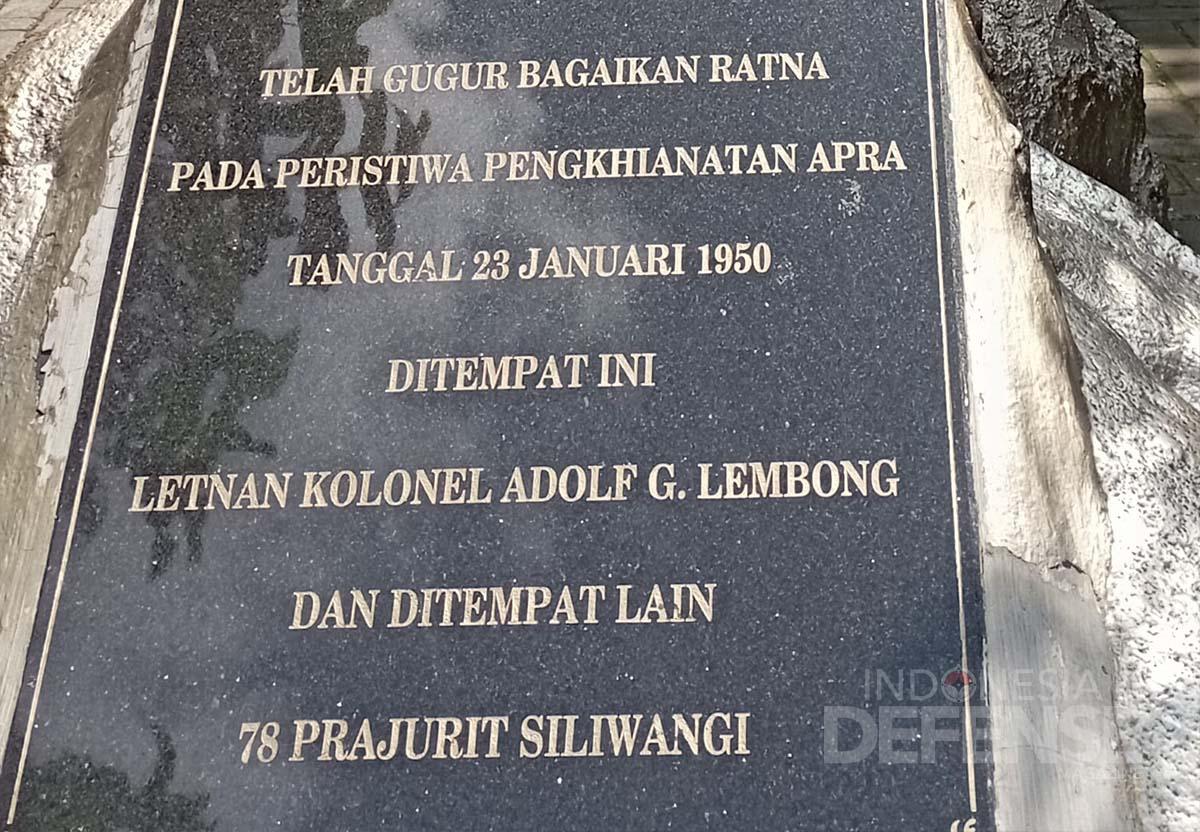 TELAH GUGUR BAGAIKAN RATNA
PADA PERISTIWA PENGKHIANATAN APRA
TANGGAL 23 JANUARI 1950
DITEMPAT INI
LETNAN KOLONEL ADOLF G. LEMBONG
DAN DITEMPAT LAIN
78 PRAJURIT SILIWANGI
INDONESIA
DEFENSE